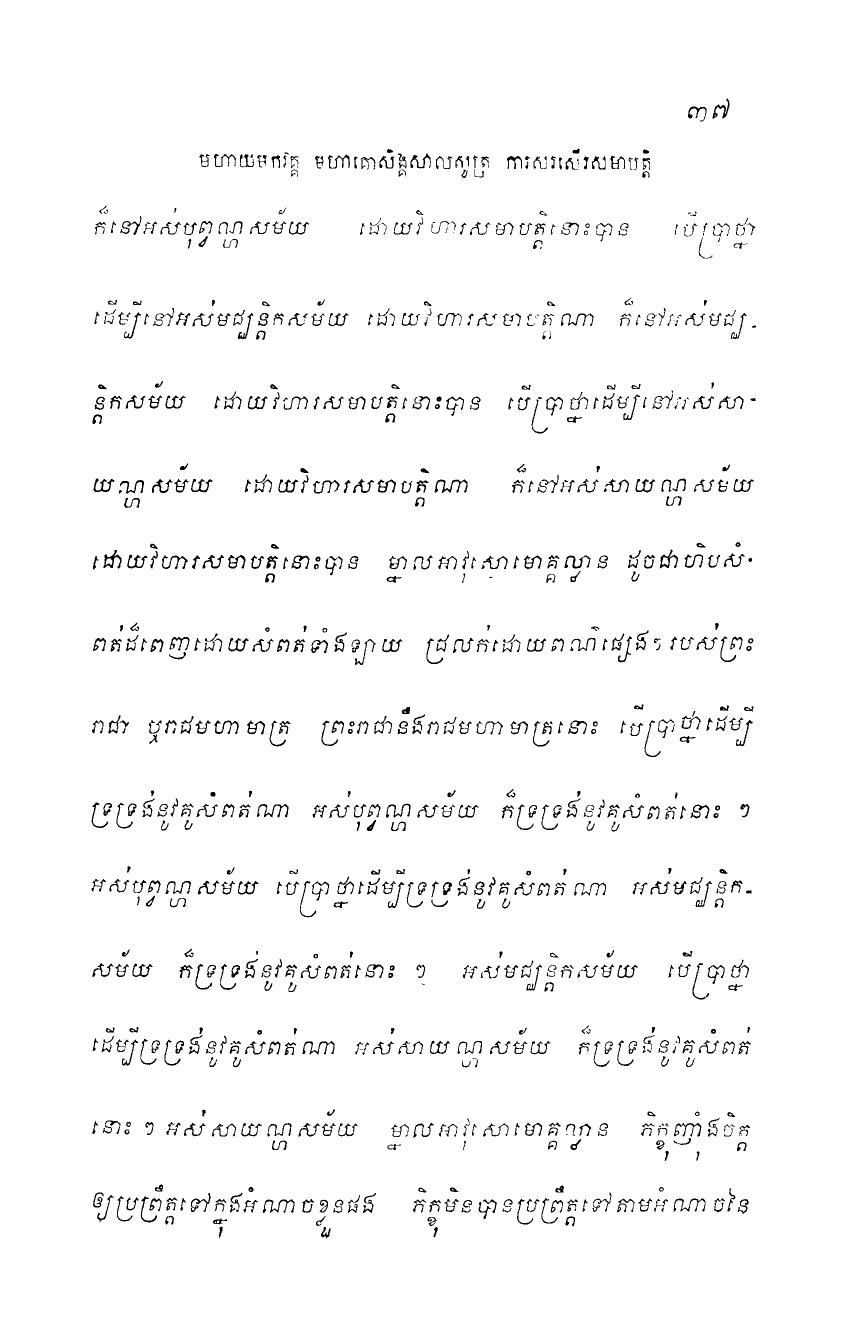 ៣៧
មហាយមកវគ្គ មហាគោសិង្គសាលសូត្រ ការសរសើរសមាបត្តិ
ក៏នៅអស់បុព្វណ្ហសម័យ ដោយវិហារសមាបត្តិនោះបាន បើប្រាថ្នា
ដើម្បីនៅអស់មជ្ឈន្តិកសម័យ ដោយវិហារសមាបត្តិណា ក៏នៅអស់មជ្ឈ-
ន្តិកសម័យ ដោយវិហារសមាបត្តិនោះបាន បើប្រាថ្នាដើម្បីនៅអស់សា-
យណ្ហសម័យ ដោយវិហារសមាបត្តិណា ក៏នៅអស់សាយណ្ហសម័យ
ដោយវិហារសមាបត្តិនោះបាន ម្នាលអាវុសោមោគ្គល្លាន ដូចជាហិបសំ-
ពត់ដ៏ពេញដោយសំពត់ទាំងឡាយ ជ្រលក់ដោយពណ៌ផ្សេងៗ របស់ព្រះ
រាជា ឬរាជមហាមាត្រ ព្រះរាជានឹងរាជមហាមាត្រនោះ បើប្រាថ្នាដើម្បី
ទ្រទ្រង់នូវគូសំពត់ណា អស់បុព្វណ្ហសម័យ ក៏ទ្រទ្រង់នូវគូសំពត់នោះ ៗ
អស់បុព្វណ្ហសម័យ បើប្រាថ្នាដើម្បីទ្រទ្រង់នូវគូសំពត់ណា អស់មជ្ឈន្តិក-
សម័យ ក៏ទ្រទ្រង់នូវគូសំពត់នោះ ៗ អស់មជ្ឈន្តិកសម័យ បើប្រាថ្នា
ដើម្បីទ្រទ្រង់នូវគូសំពត់ណា អស់សាយណ្ហសម័យ ក៏ទ្រទ្រង់នូវគូសំពត់
នោះ ៗ អស់សាយណ្ហសម័យ ម្នាលអាវុសោមោគ្គល្លាន ភិក្ខុញុំាងចិត្ត
ឲ្យប្រព្រឹត្តទៅក្នុងអំណាចខ្លួនផង ភិក្ខុមិនបានប្រព្រឹត្តទៅតាមអំណាចនៃ